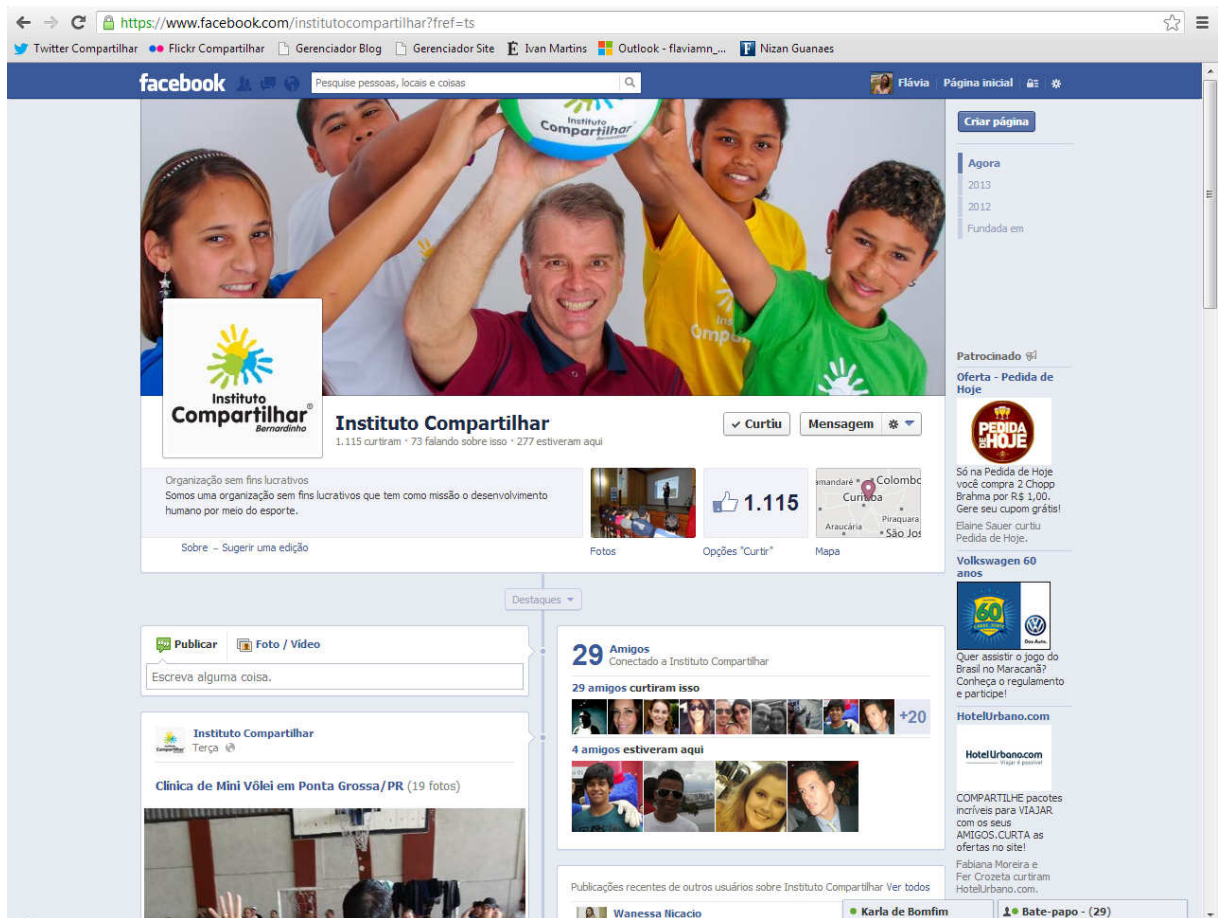 https://www.facebook.com/institutocompartilhar?fref=ts
Twitter Compartilhar Flickr Compartilhar Gerenciador Blog Gerenciador Site Ivan Martins Outlook - flaviamn_... Nizan Guanaes
facebook Pesquise pessoas, locais e coisas Flávia Página inicial
Instituto
Compartilhar
Criar página
Agora
2013
2012
Fundada em
Instituto
Compartilhar®
Bernardinho
Instituto Compartilhar
1.115 curtiram · 73 falando sobre isso · 277 estiveram aqui
Curtiu
Mensagem
Organização sem fins lucrativos
Somos uma organização sem fins lucrativos que tem como missão o desenvolvimento
humano por meio do esporte.
Sobre – Sugerir uma edição
Fotos
1.115
Opções "Curtir"
amandaré
Colombo
Curitiba
Piraquara
Araucária
São Jos
Mapa
Destaques
Publicar Foto / Vídeo
Escreva alguma coisa.
Instituto Compartilhar
Terça
Clínica de Mini Vôlei em Ponta Grossa/PR (19 fotos)
29 Amigos
Conectado a Instituto Compartilhar
29 amigos curtiram isso
+20
4 amigos estiveram aqui
Publicações recentes de outros usuários sobre Instituto Compartilhar Ver todos
Wanessa Nicacio
Patrocinado
Oferta - Pedida de
Hoje
PEDIDA
DE HOJE
Só na Pedida de Hoje
você compra 2 Chopp
Brahma por R$ 1,00.
Gere seu cupom grátis!
Elaine Sauer curtiu
Pedida de Hoje.
Volkswagen 60
anos
60
Das Auto.
Quer assistir o jogo do
Brasil no Maracanã?
Conheça o regulamento
e participe!
HotelUrbano.com
HotelUrbano.com
Viajar é possível
COMPARTILHE pacotes
incríveis para VIAJAR
com os seus
AMIGOS.CURTA as
ofertas no site!
Fabiana Moreira e
Fer Crozeta curtiram
HotelUrbano.com.
Karla de Bomfim
Bate-papo - (29)